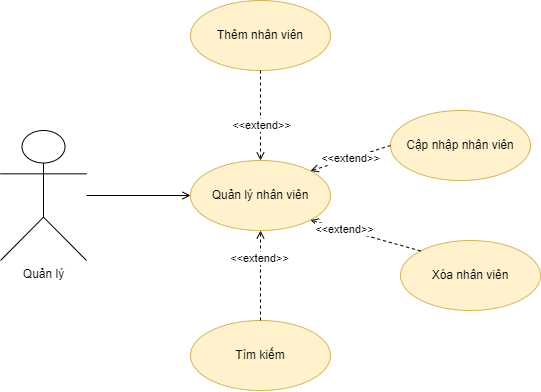 Thêm nhân viên
<<extend>>
Cập nhập nhân viên
<<extend>>
Quản lý nhân viên
<<extend>>
<<extend>>
Quản lý
Xóa nhân viên
Tìm kiếm